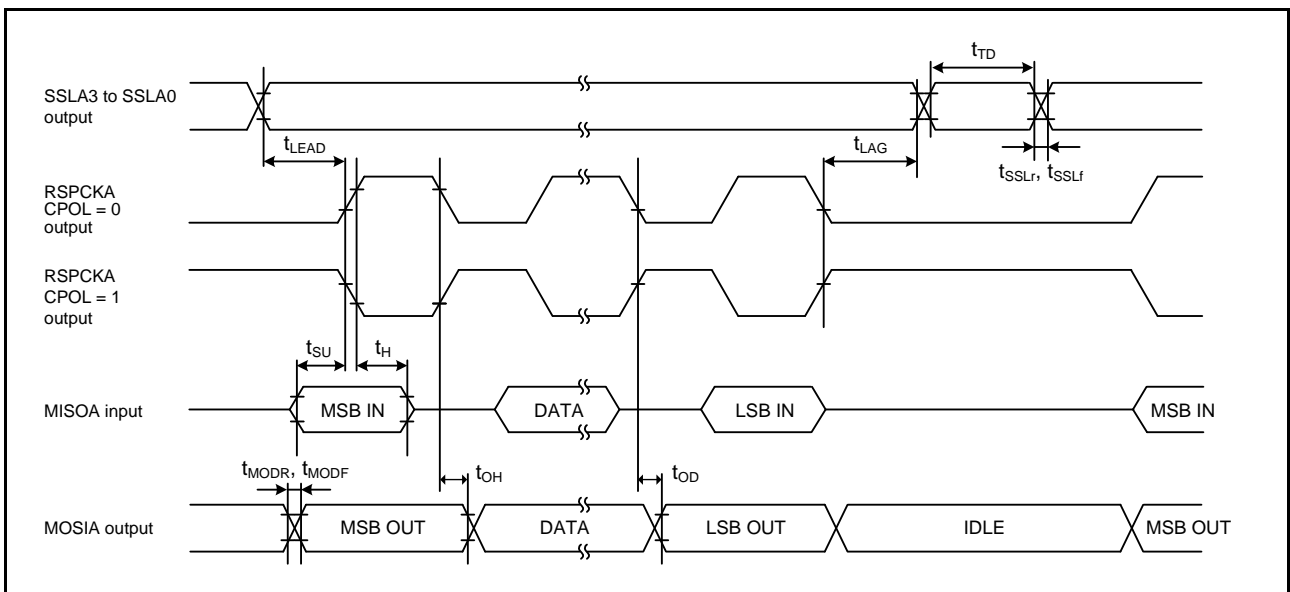 t_TD
SSLA3 to SSLA0
output
t_LEAD
t_LAG
t_SSLr, t_SSLf
RSPCKA
CPOL = 0
output
RSPCKA
CPOL = 1
output
t_SU
t_H
MISOA input
MSB IN
DATA
LSB IN
MSB IN
t_MODR, t_MODF
t_OH
t_OD
MOSIA output
MSB OUT
DATA
LSB OUT
IDLE
MSB OUT